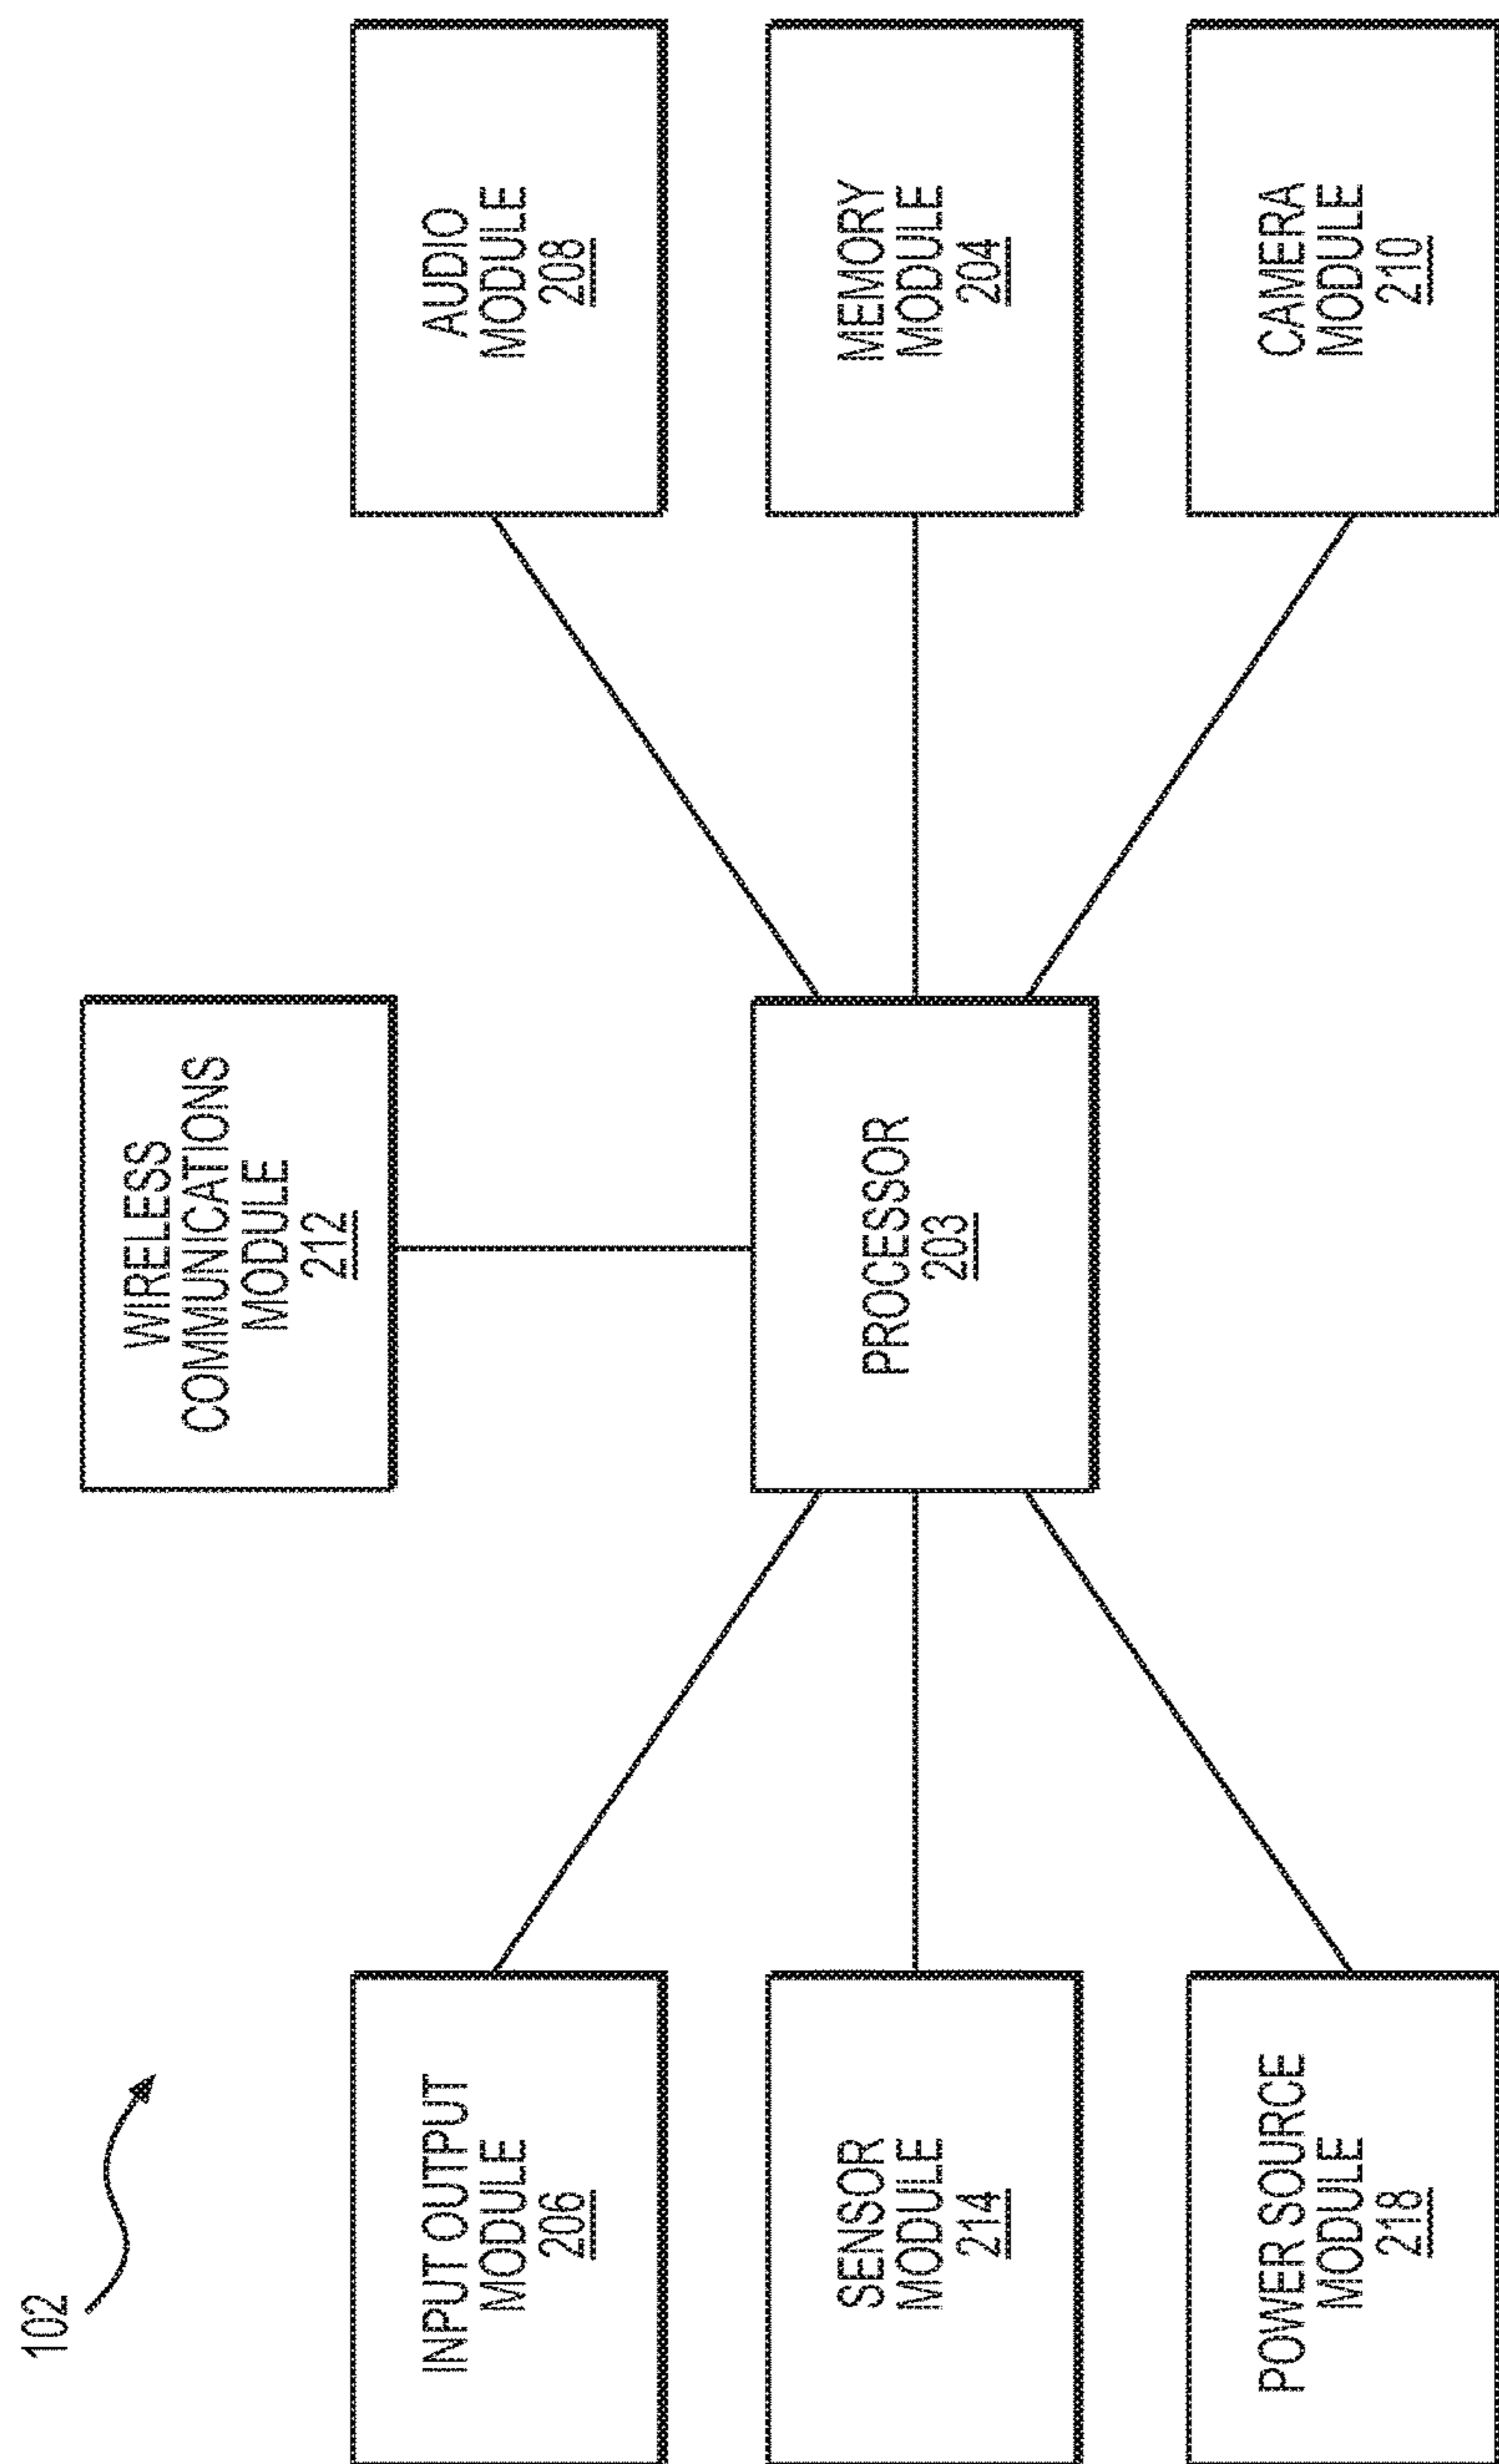 102
WIRELESS
COMMUNICATIONS
MODULE
212
INPUT OUTPUT
MODULE
206
AUDIO
MODULE
208
SENSOR
MODULE
214
PROCESSOR
203
MEMORY
MODULE
204
POWER SOURCE
MODULE
218
CAMERA
MODULE
210